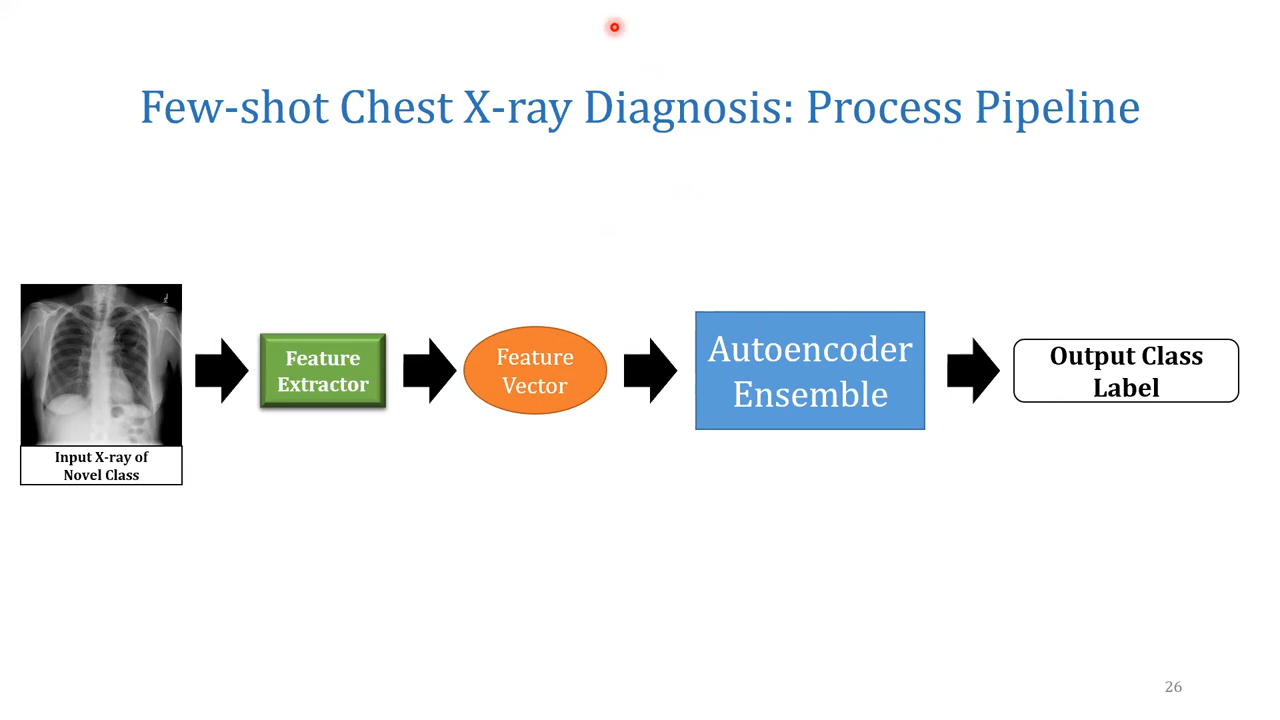 Few-shot Chest X-ray Diagnosis: Process Pipeline
Feature
Extractor
Feature
Vector
Autoencoder
Ensemble
Output Class
Label
Input X-ray of
Novel Class
26